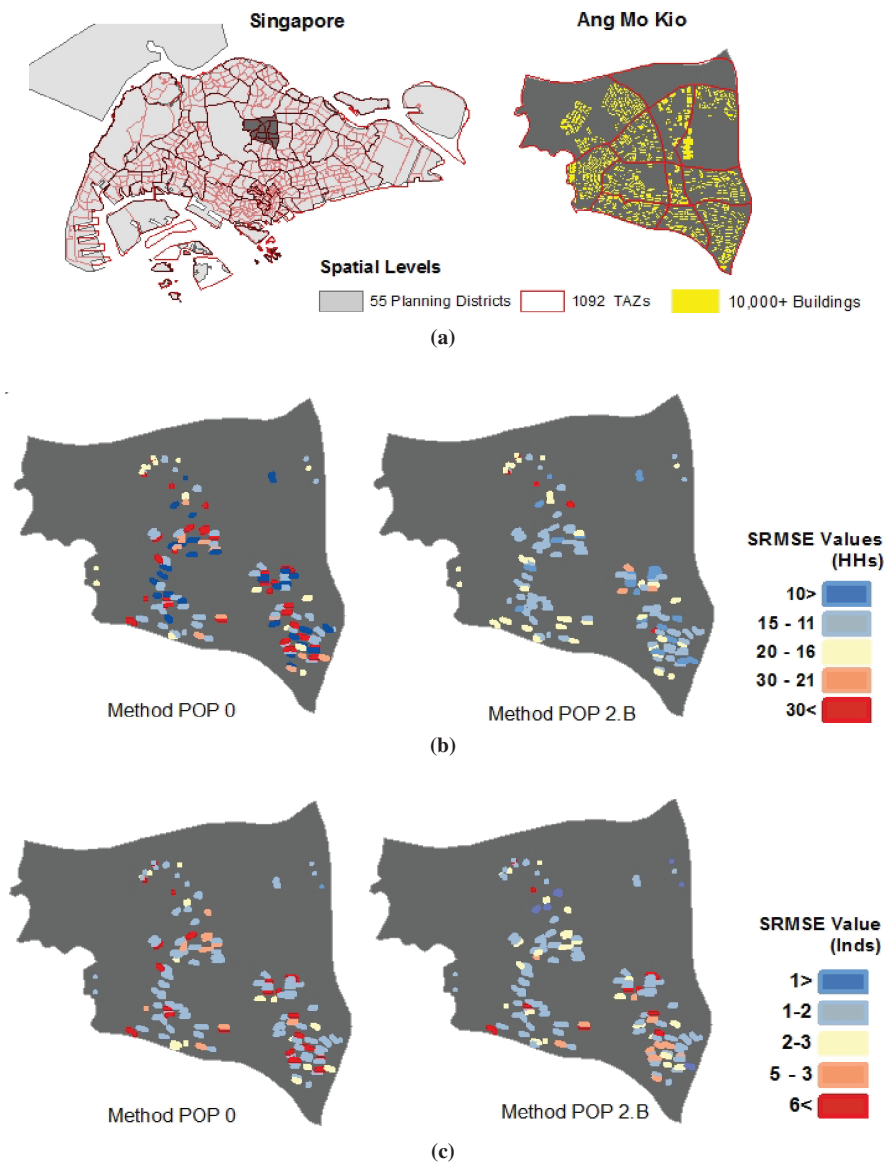 Singapore
Ang Mo Kio
Spatial Levels
55 Planning Districts
1092 TAZs
10,000+ Buildings
(a)
Method POP 0
Method POP 2.B
SRMSE Values
(HHs)
10>
15 - 11
20 - 16
30 - 21
30<
(b)
Method POP 0
Method POP 2.B
SRMSE Value
(Inds)
1>
1-2
2-3
5 - 3
6<
(c)